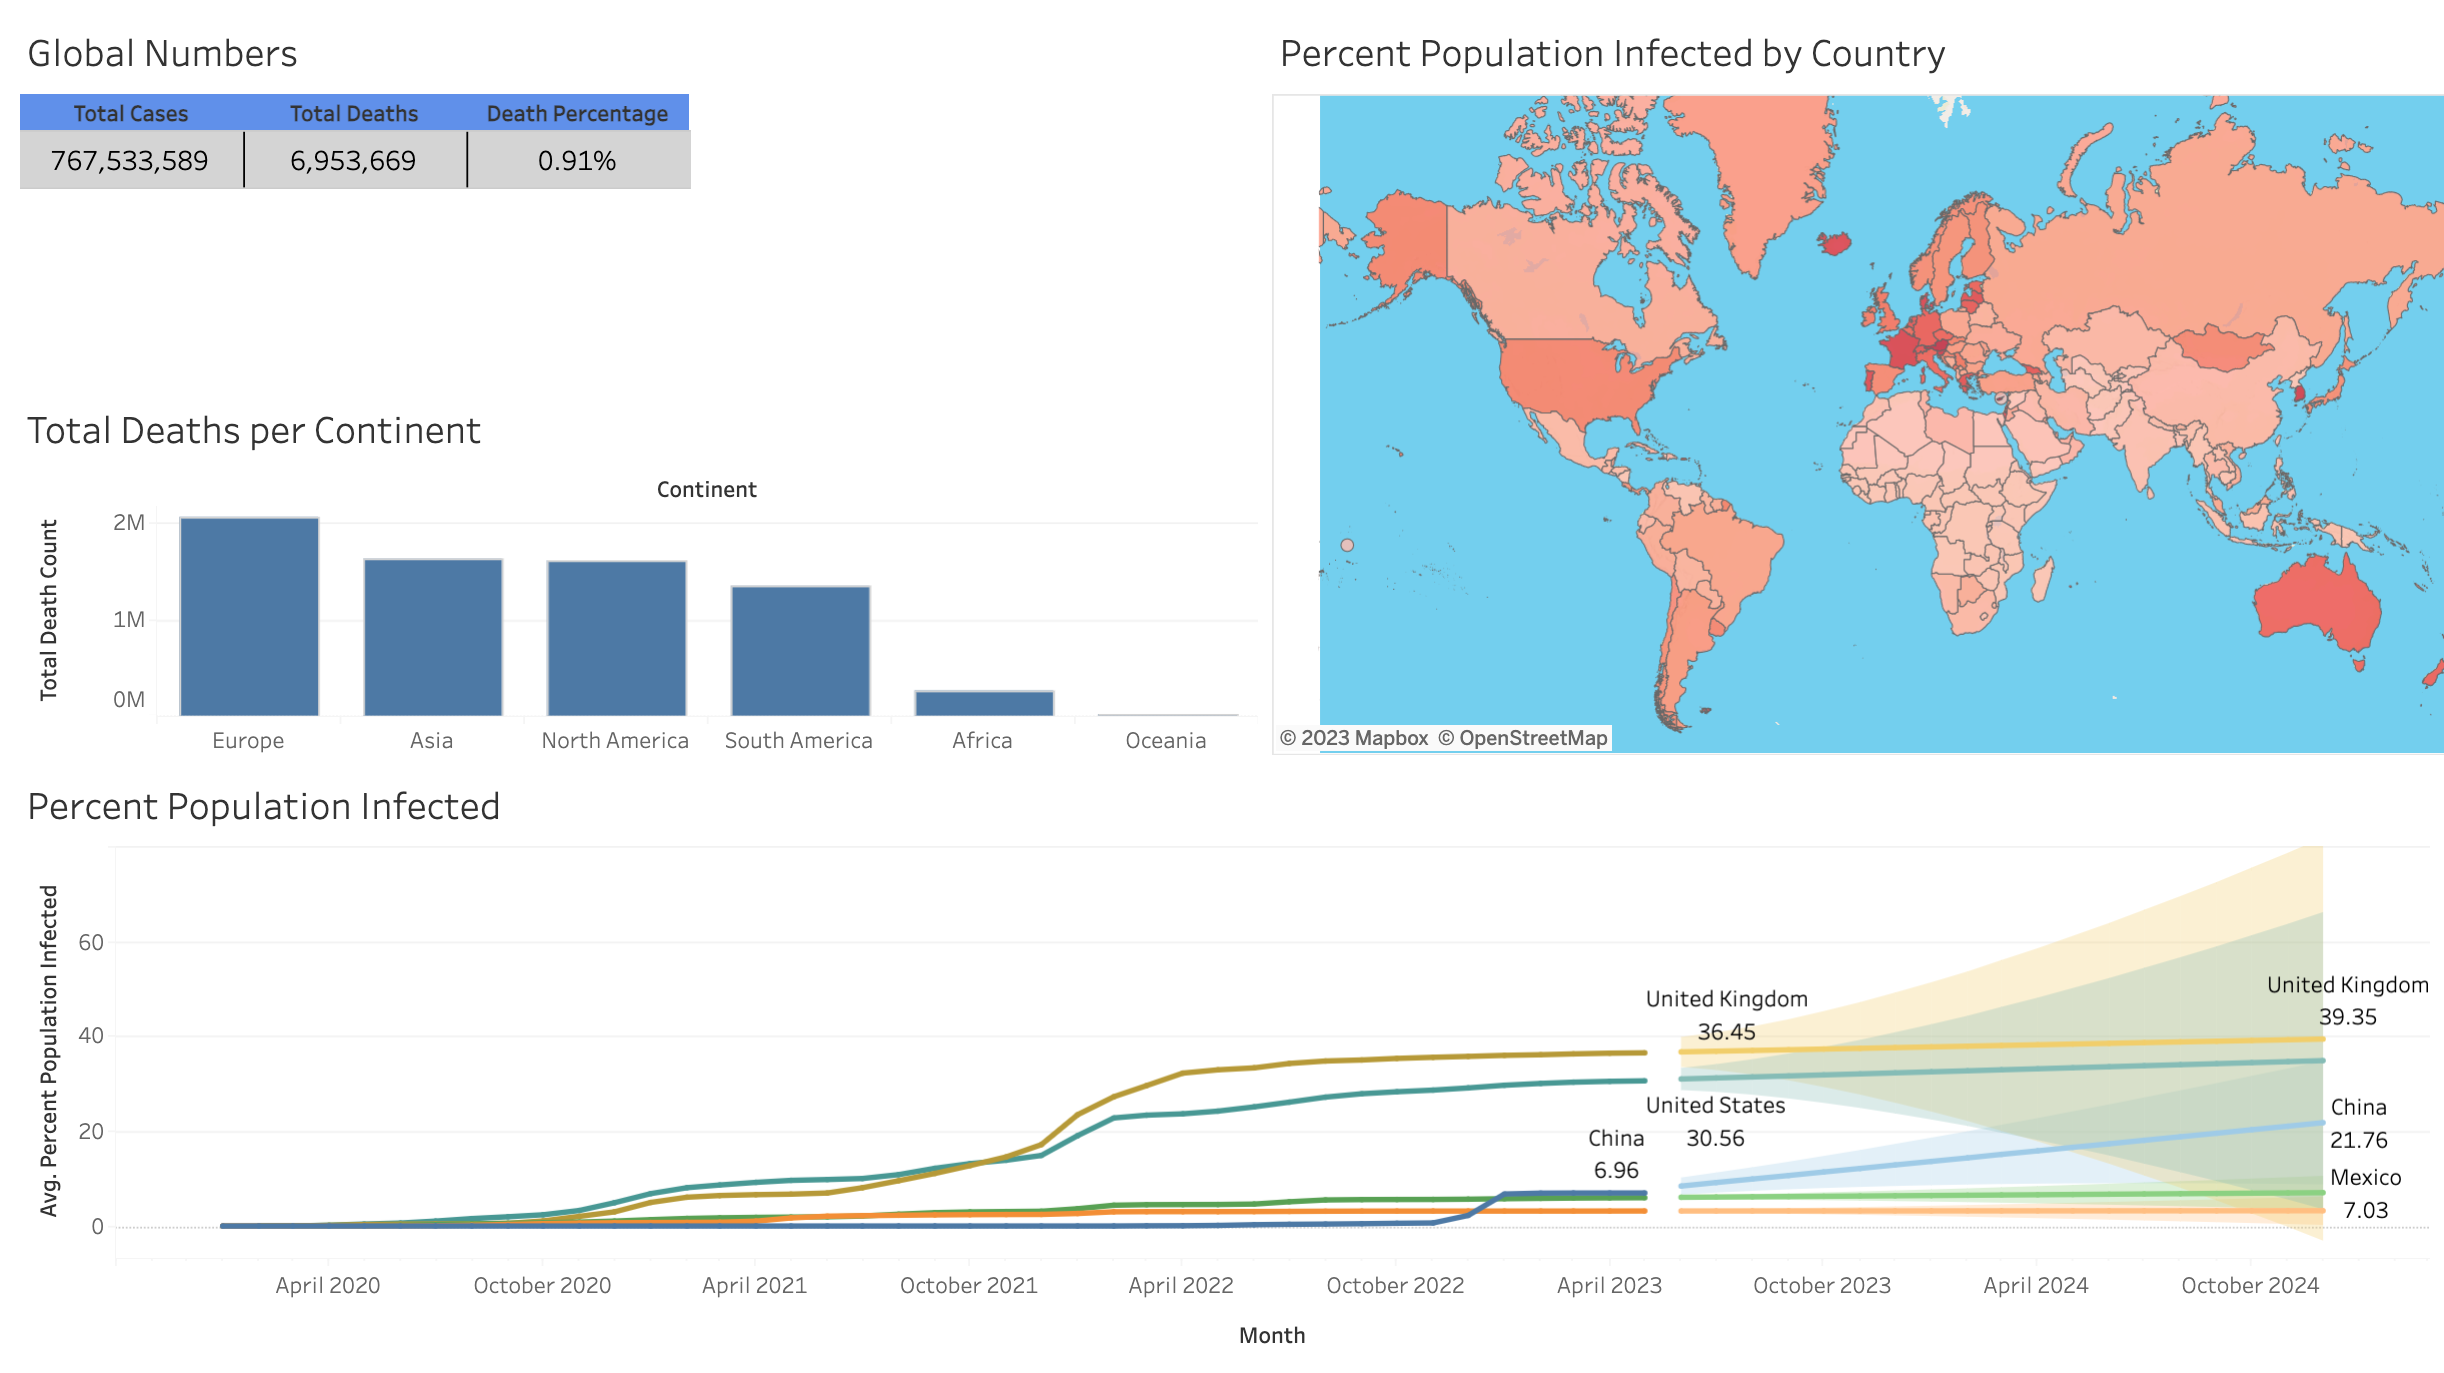 Global Numbers
Total Cases Total Deaths Death Percentage
767,533,589 6,953,669 0.91%
Percent Population Infected by Country
© 2023 Mapbox © OpenStreetMap
Total Deaths per Continent
Continent
Total Death Count
2M
1M
0M
Europe Asia North America South America Africa Oceania
Percent Population Infected
Avg. Percent Population Infected
60
40
20
0
United Kingdom
36.45
United States
30.56
China
6.96
United Kingdom
39.35
China
21.76
Mexico
7.03
April 2020 October 2020 April 2021 October 2021 April 2022 October 2022 April 2023 October 2023 April 2024 October 2024
Month